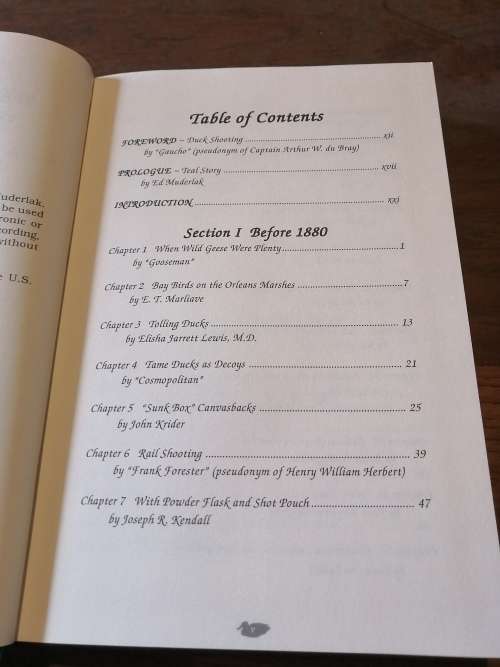 uderlak,
be used
ronic or
cording,
without
e U.S.
Table of Contents
FOREWORD – Duck Shooting ................ xii
by "Gaucho" (pseudonym of Captain Arthur W. du Bray)
PROLOGUE – Teal Story ................ xvii
by Ed Muderlak
INTRODUCTION ................ xxi
Section I Before 1880
Chapter 1 When Wild Geese Were Plenty ................ 1
by "Gooseman"
Chapter 2 Bay Birds on the Orleans Marshes ................ 7
by E. T. Marliave
Chapter 3 Tolling Ducks ................ 13
by Elisha Jarrett Lewis, M.D.
Chapter 4 Tame Ducks as Decoys ................ 21
by "Cosmopolitan"
Chapter 5 "Sunk Box" Canvasbacks ................ 25
by John Krider
Chapter 6 Rail Shooting ................ 39
by "Frank Forester" (pseudonym of Henry William Herbert)
Chapter 7 With Powder Flask and Shot Pouch ................ 47
by Joseph R. Kendall